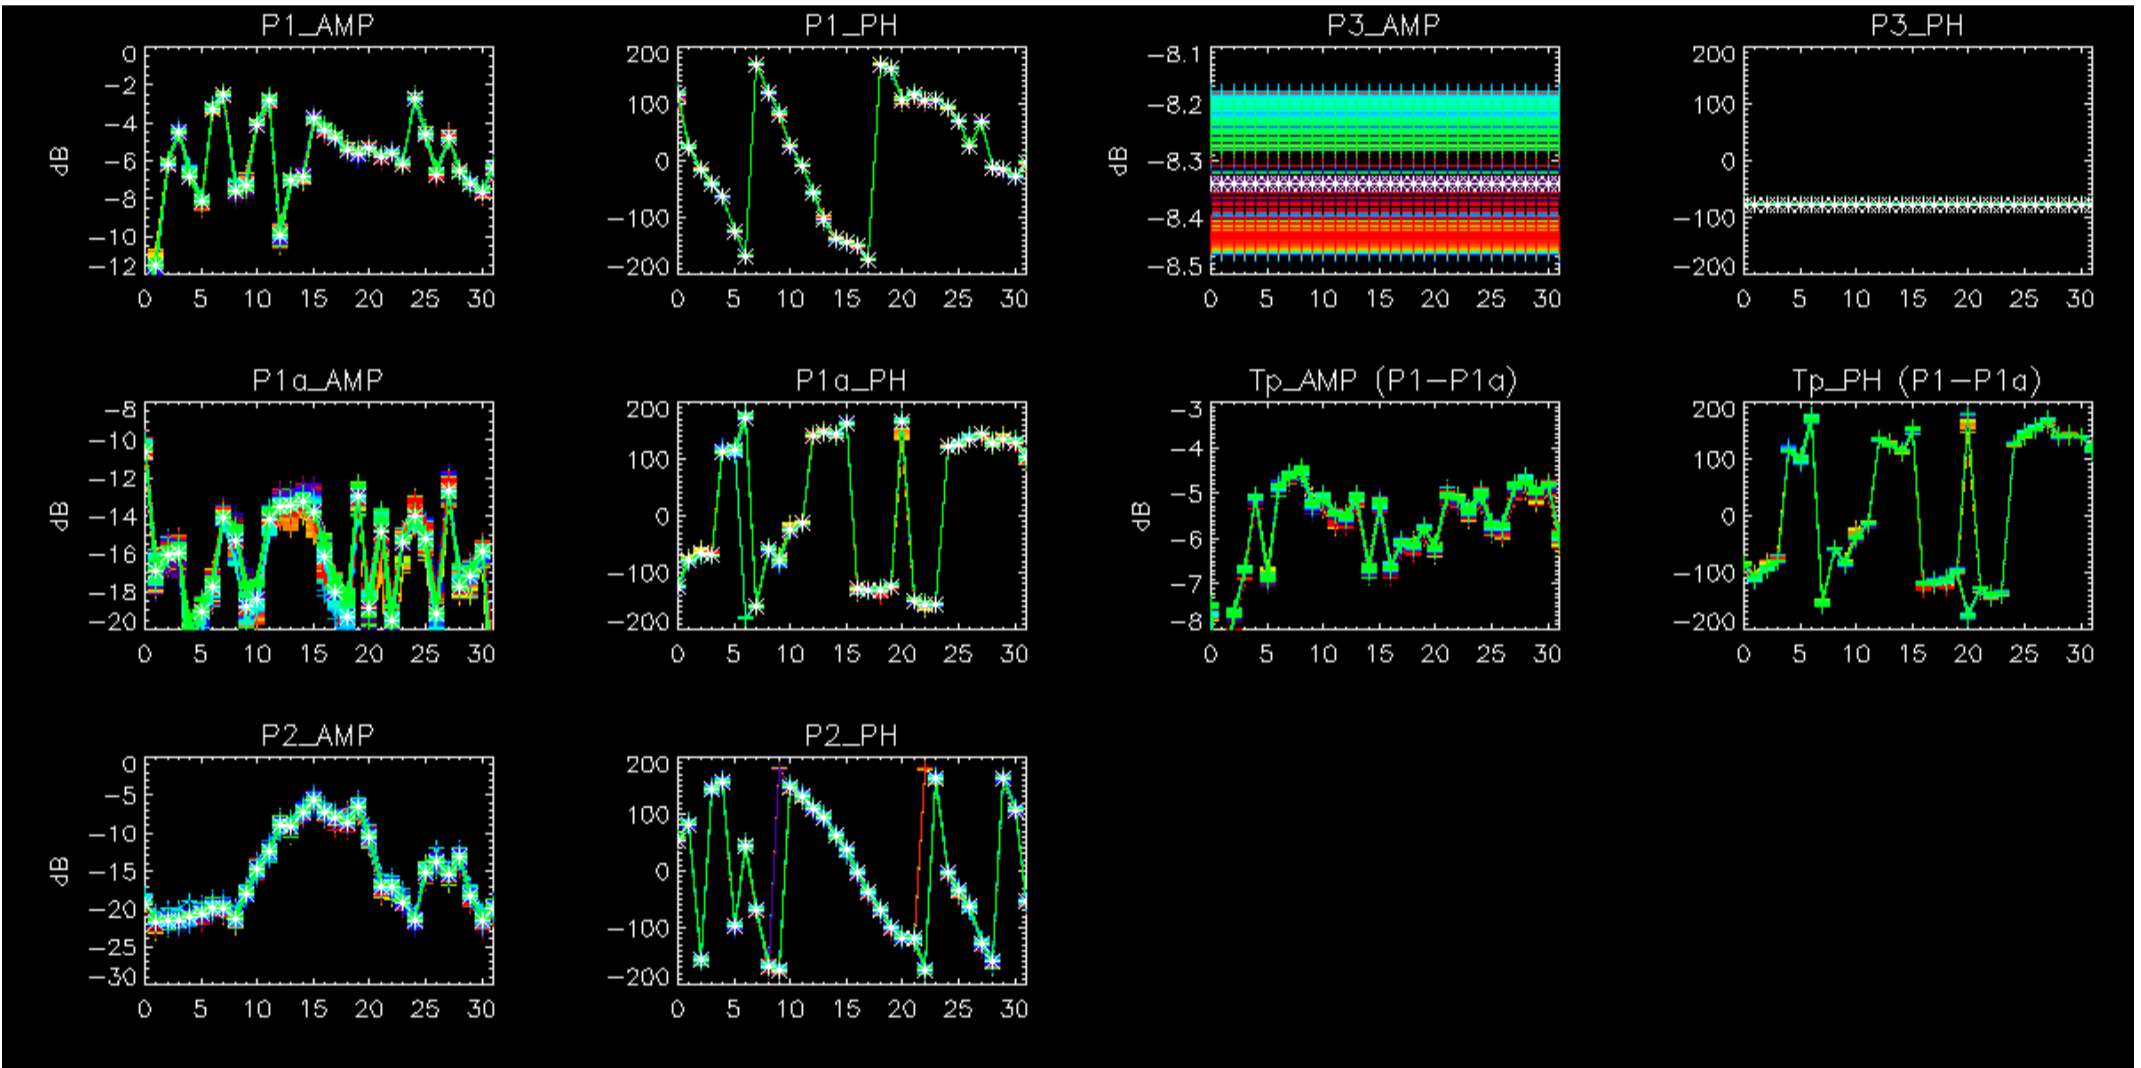 P1_AMP
0
−2
−4
−6
−8
−10
−12
dB
0 5 10 15 20 25 30
P1_PH
200
100
0
−100
−200
0 5 10 15 20 25 30
P3_AMP
−8.1
−8.2
−8.3
−8.4
−8.5
dB
0 5 10 15 20 25 30
P3_PH
200
100
0
−100
−200
0 5 10 15 20 25 30
P1a_AMP
−8
−10
−12
−14
−16
−18
−20
dB
0 5 10 15 20 25 30
P1a_PH
200
100
0
−100
−200
0 5 10 15 20 25 30
Tp_AMP (P1−P1a)
−3
−4
−5
−6
−7
−8
dB
0 5 10 15 20 25 30
Tp_PH (P1−P1a)
200
100
0
−100
−200
0 5 10 15 20 25 30
P2_AMP
0
−5
−10
−15
−20
−25
−30
dB
0 5 10 15 20 25 30
P2_PH
200
100
0
−100
−200
0 5 10 15 20 25 30